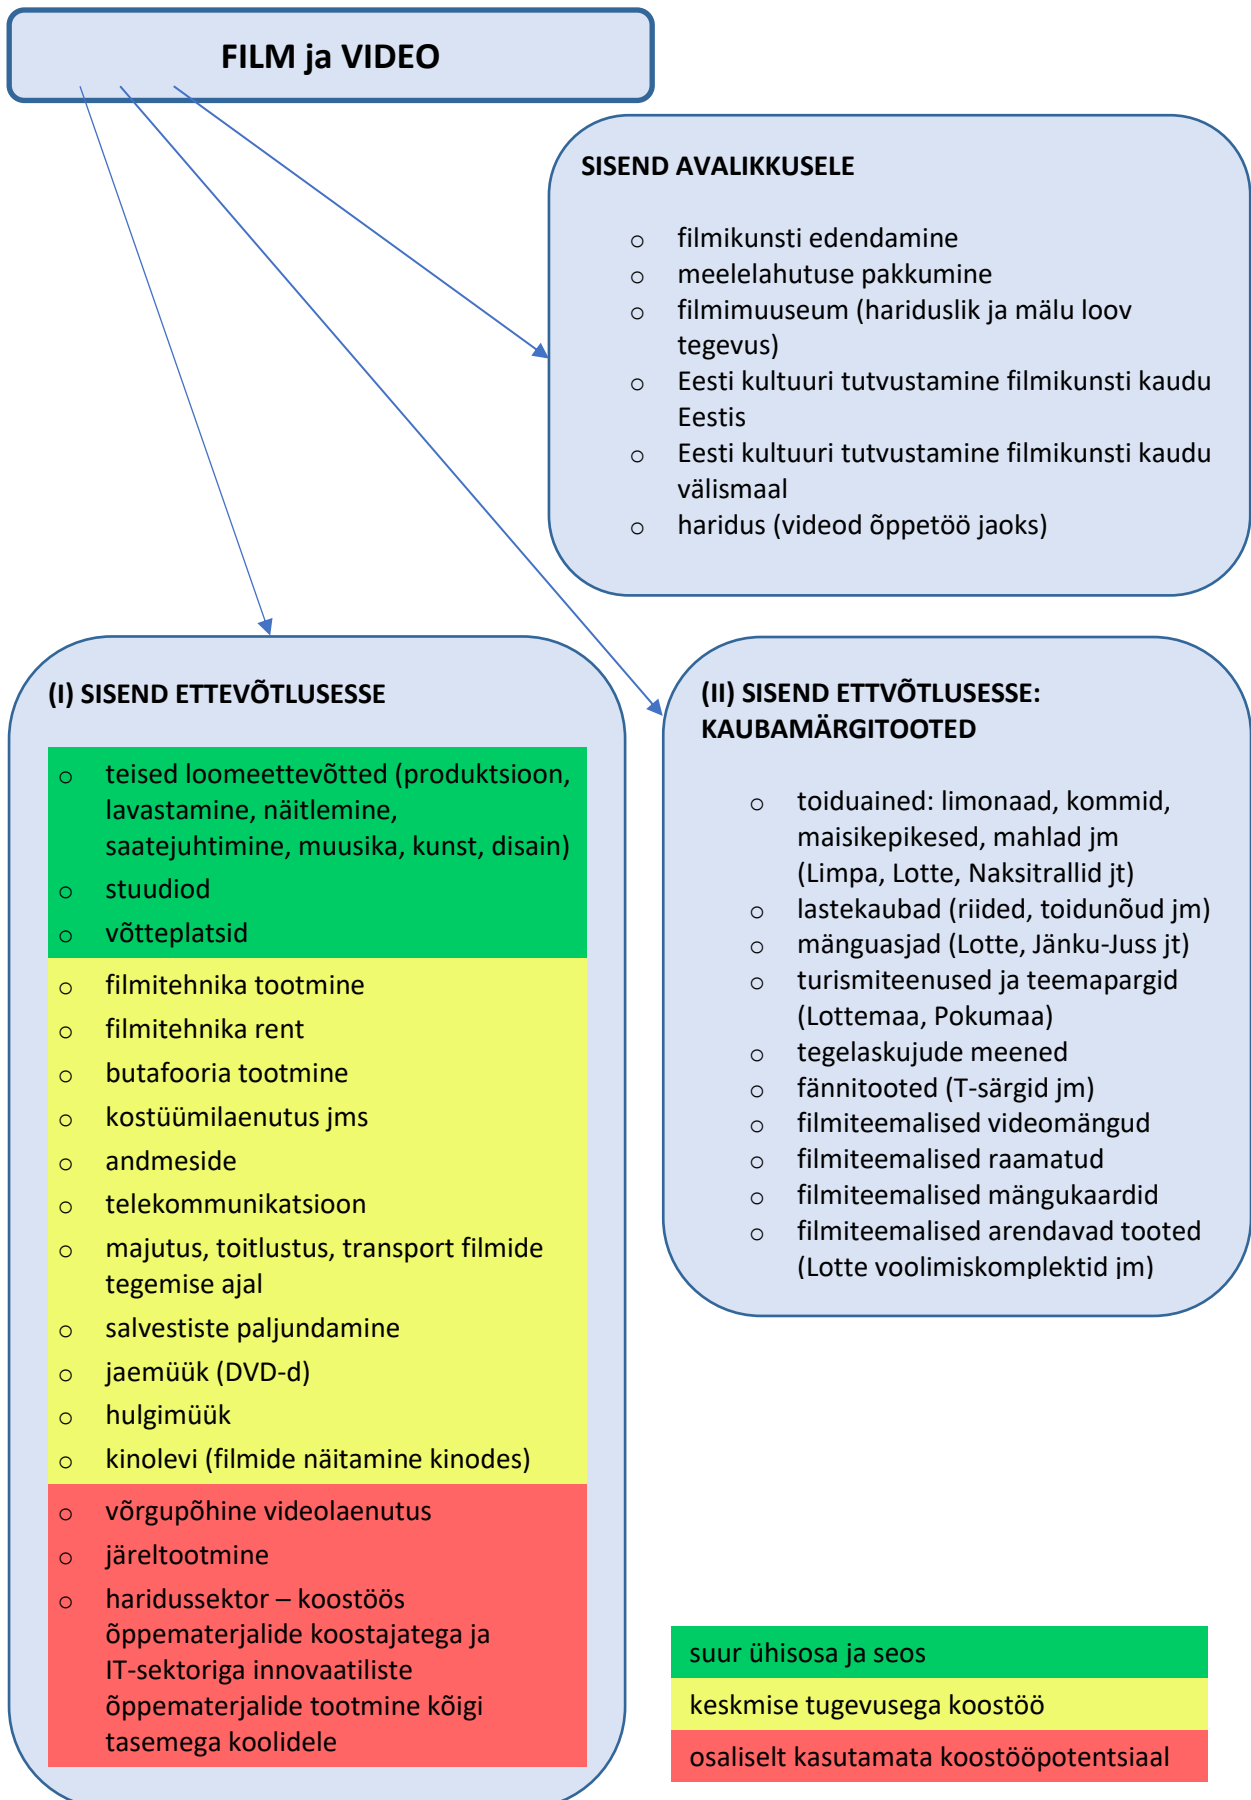 FILM ja VIDEO
SISEND AVALIKKUSELE
o filmikunsti edendamine
o meelelahutuse pakkumine
o filmimuuseum (hariduslik ja mälu loov
tegevus)
o Eesti kultuuri tutvustamine filmikunsti kaudu
Eestis
o Eesti kultuuri tutvustamine filmikunsti kaudu
välismaal
o haridus (videod õppetöö jaoks)
(I) SISEND ETTEVÕTLUSESSE
o teised loomeettevõtted (produktsioon,
lavastamine, näitlemine,
saatejuhtimine, muusika, kunst, disain)
o stuudiod
o võtteplatsid
o filmitehnika tootmine
o filmitehnika rent
o butafooria tootmine
o kostüümilaenutus jms
o andmeside
o telekommunikatsioon
o majutus, toitlustus, transport filmide
tegemise ajal
o salvestiste paljundamine
o jaemüük (DVD-d)
o hulgimüük
o kinolevi (filmide näitamine kinodes)
o võrgupõhine videolaenutus
o järeltootmine
o haridussektor – koostöös
õppematerjalide koostajatega ja
IT-sektoriga innovaatiliste
õppematerjalide tootmine kõigi
tasemega koolidele
(II) SISEND ETTVÕTLUSESSE:
KAUBAMÄRGITOOTED
o toiduained: limonaad, kommid,
maisikepikesed, mahlad jm
(Limpa, Lotte, Naksitrallid jt)
o lastekaubad (riided, toidunõud jm)
o mänguasjad (Lotte, Jänku-Juss jt)
o turismiteenused ja teemapargid
(Lottemaa, Pokumaa)
o tegelaskujude meened
o fännitooted (T-särgid jm)
o filmiteemalised videomängud
o filmiteemalised raamatud
o filmiteemalised mängukaardid
o filmiteemalised arendavad tooted
(Lotte voolimiskomplektid jm)
suur ühisosa ja seos
keskmise tugevusega koostöö
osaliselt kasutamata koostööpotentsiaal